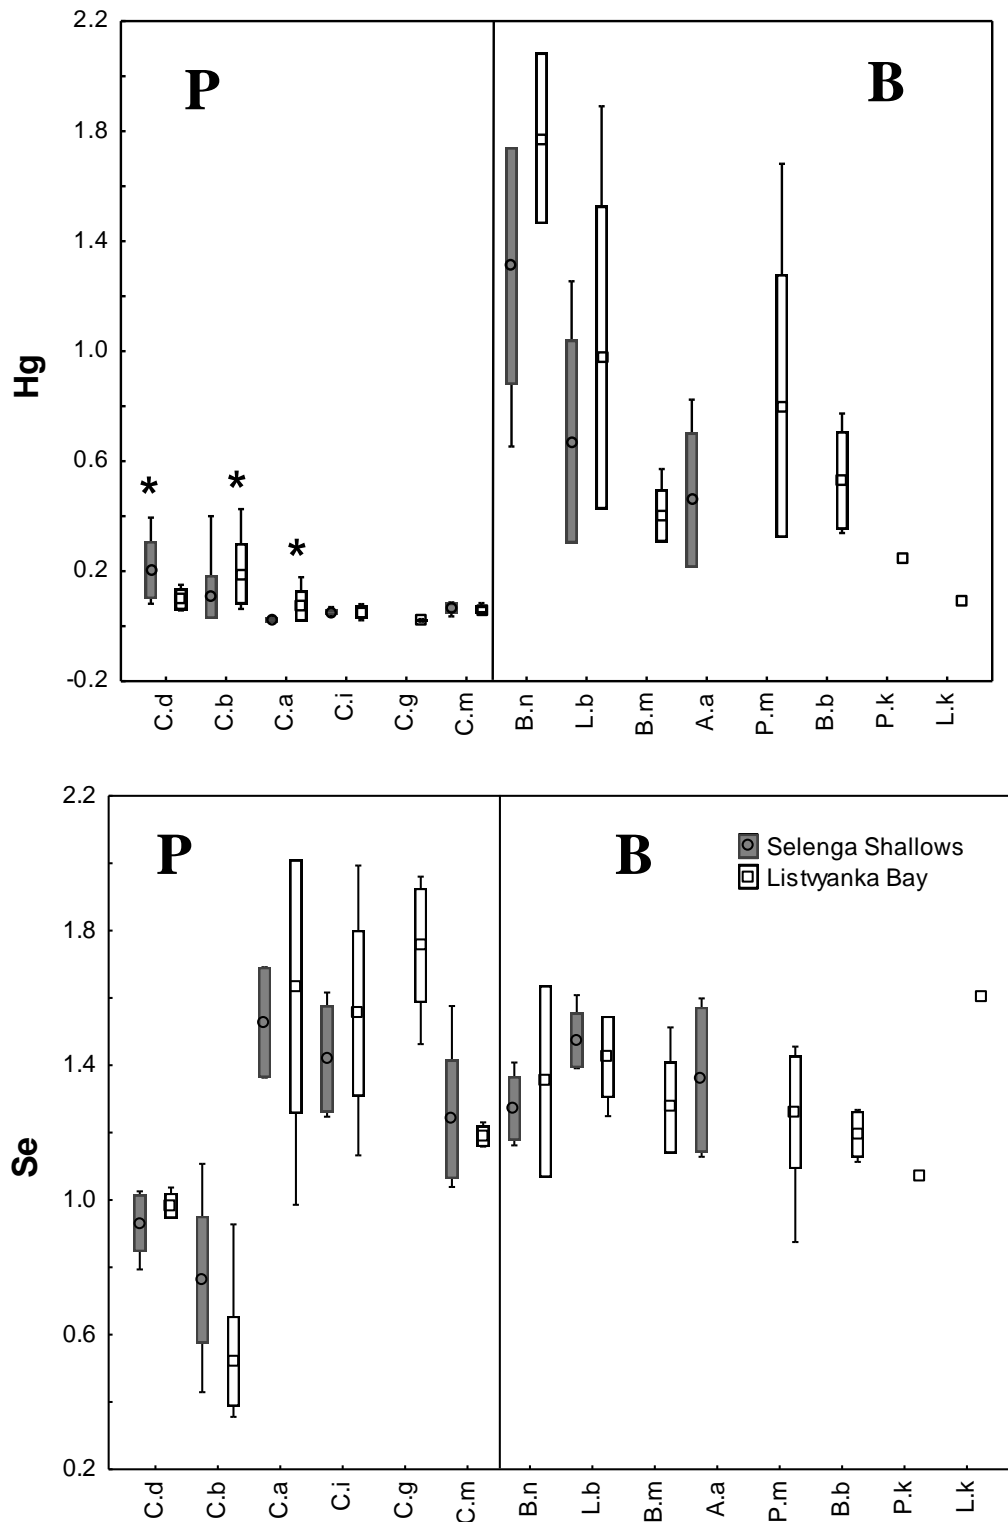 2.2
1.8
1.4
1.0
0.6
0.2
-0.2
Hg
P
B
*
*
*
C.d
C.b
C.a
C.i
C.g
C.m
B.n
L.b
B.m
A.a
P.m
B.b
P.k
L.k
2.2
1.8
1.4
1.0
0.6
0.2
Se
P
B
Selenga Shallows
Listvyanka Bay
C.d
C.b
C.a
C.i
C.g
C.m
B.n
L.b
B.m
A.a
P.m
B.b
P.k
L.k